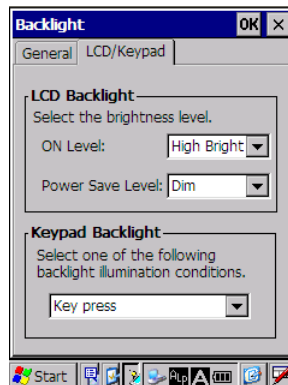 Backlight OK ×
General LCD/Keypad
LCD Backlight
Select the brightness level.
ON Level: High Bright
Power Save Level: Dim
Keypad Backlight
Select one of the following
backlight illumination conditions.
Key press
Start ALp A